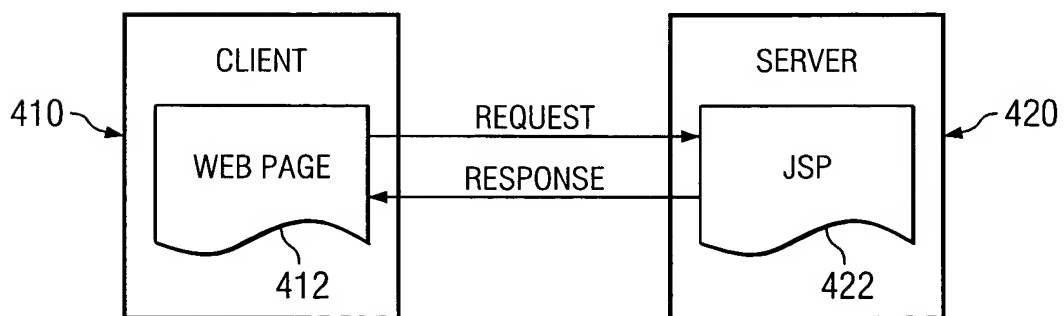 CLIENT
SERVER
410
REQUEST
420
WEB PAGE
RESPONSE
JSP
412
422